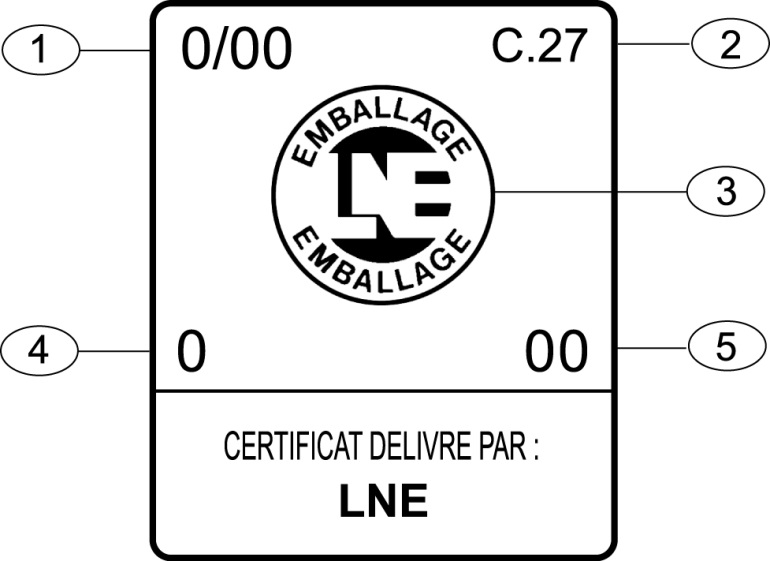 1 0/00 C.27 2
EMBALLAGE
LNE
3
EMBALLAGE
4 0 00 5
CERTIFICAT DELIVRE PAR :
LNE